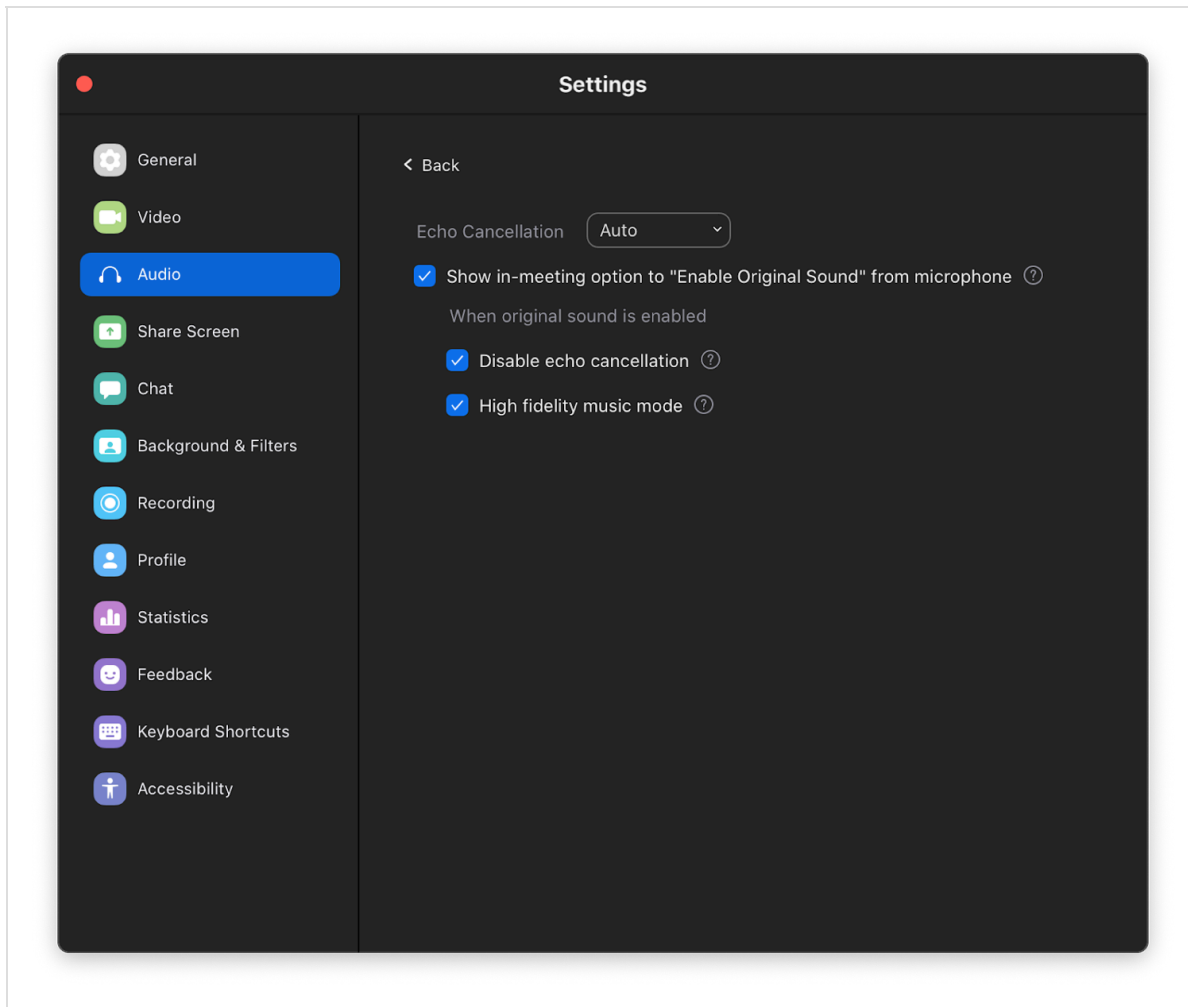 Settings
General
Video
Audio
Share Screen
Chat
Background & Filters
Recording
Profile
Statistics
Feedback
Keyboard Shortcuts
Accessibility
Back
Echo Cancellation Auto
Show in-meeting option to "Enable Original Sound" from microphone ?
When original sound is enabled
Disable echo cancellation ?
High fidelity music mode ?